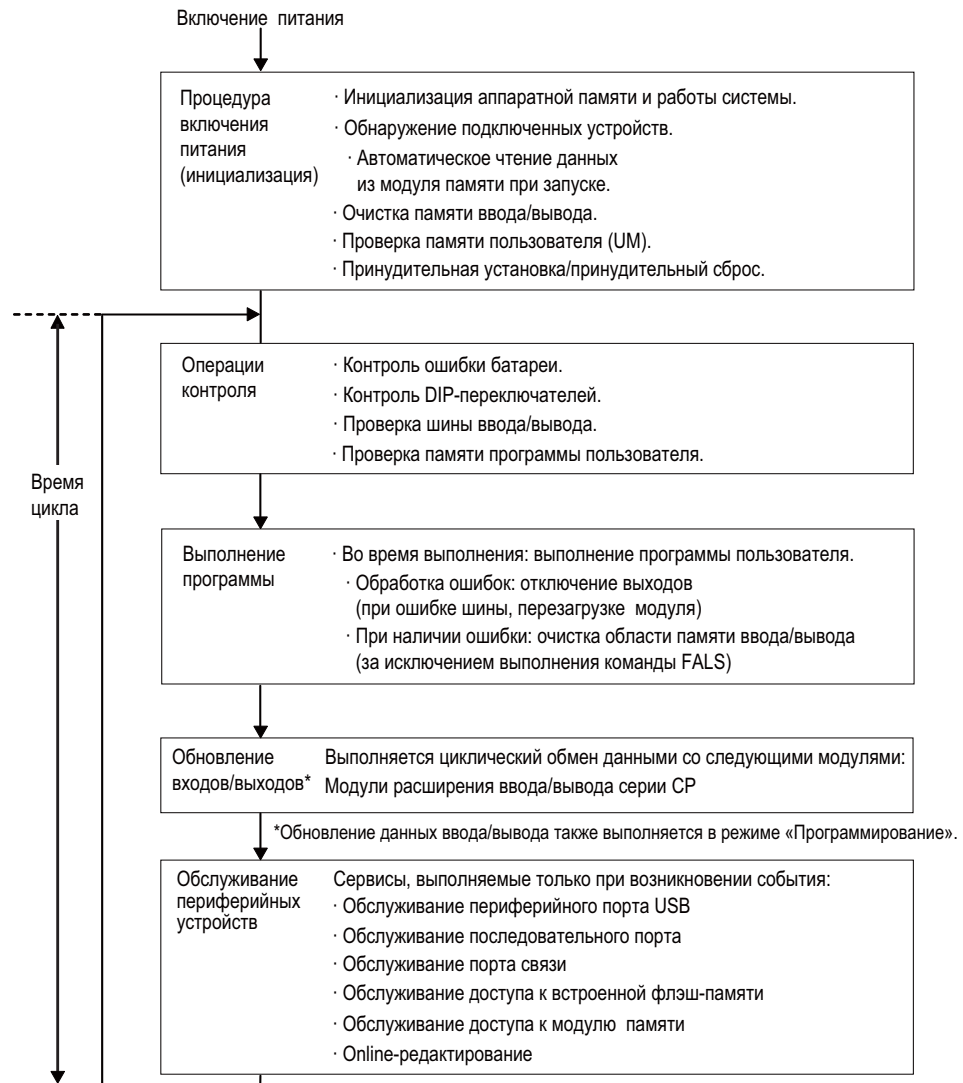 Включение питания
Процедура
включения
питания
(инициализация)
· Инициализация аппаратной памяти и работы системы.
· Обнаружение подключенных устройств.
· Автоматическое чтение данных
из модуля памяти при запуске.
· Очистка памяти ввода/вывода.
· Проверка памяти пользователя (UM).
· Принудительная установка/принудительный сброс.
Время
цикла
Операции
контроля
· Контроль ошибки батареи.
· Контроль DIP-переключателей.
· Проверка шины ввода/вывода.
· Проверка памяти программы пользователя.
Выполнение
программы
· Во время выполнения: выполнение программы пользователя.
· Обработка ошибок: отключение выходов
(при ошибке шины, перезагрузке модуля)
· При наличии ошибки: очистка области памяти ввода/вывода
(за исключением выполнения команды FALS)
Обновление
входов/выходов*
Выполняется циклический обмен данными со следующими модулями:
Модули расширения ввода/вывода серии CP
*Обновление данных ввода/вывода также выполняется в режиме «Программирование».
Обслуживание
периферийных
устройств
Сервисы, выполняемые только при возникновении события:
· Обслуживание периферийного порта USB
· Обслуживание последовательного порта
· Обслуживание порта связи
· Обслуживание доступа к встроенной флэш-памяти
· Обслуживание доступа к модулю памяти
· Online-редактирование